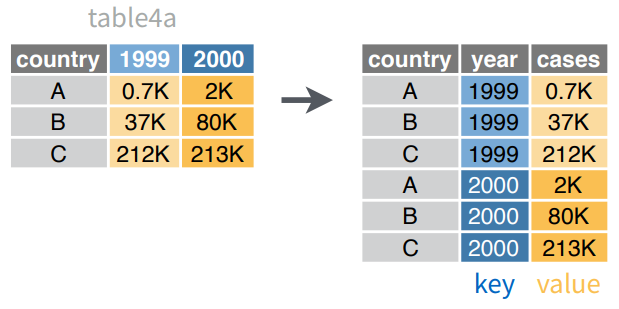 table4a
country 1999 2000
A 0.7K 2K
B 37K 80K
C 212K 213K
country year cases
A 1999 0.7K
B 1999 37K
C 1999 212K
A 2000 2K
B 2000 80K
C 2000 213K
key value